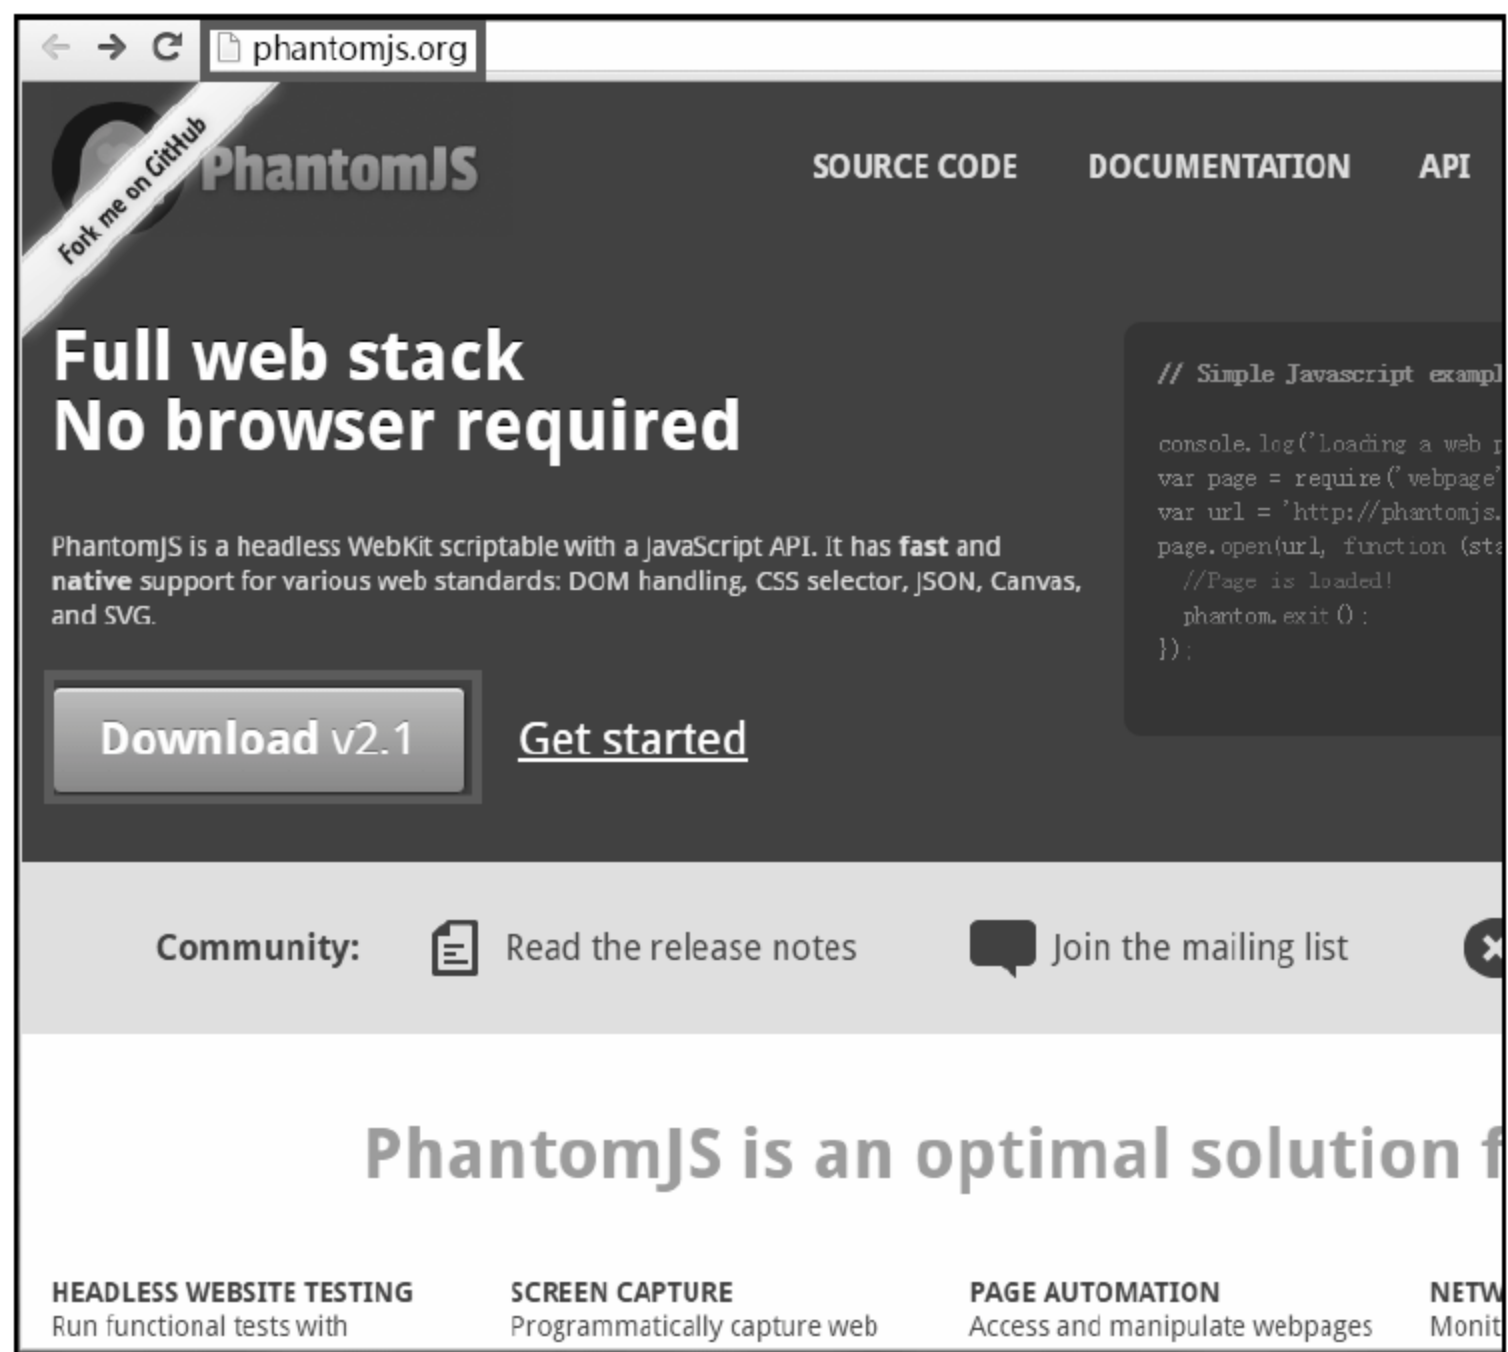 phantomjs.org
Fork me on GitHub
PhantomJS
SOURCE CODE DOCUMENTATION API
Full web stack
No browser required
// Simple Javascript exampl
console.log('Loading a web p
var page = require('webpage'
var url = 'http://phantomjs.
page.open(url, function (sta
//Page is loaded!
phantom.exit();
});
PhantomJS is a headless WebKit scriptable with a JavaScript API. It has fast and
native support for various web standards: DOM handling, CSS selector, JSON, Canvas,
and SVG.
Download v2.1 Get started
Community: Read the release notes Join the mailing list
PhantomJS is an optimal solution f
HEADLESS WEBSITE TESTING
Run functional tests with
SCREEN CAPTURE
Programmatically capture web
PAGE AUTOMATION
Access and manipulate webpages
NETW
Monit